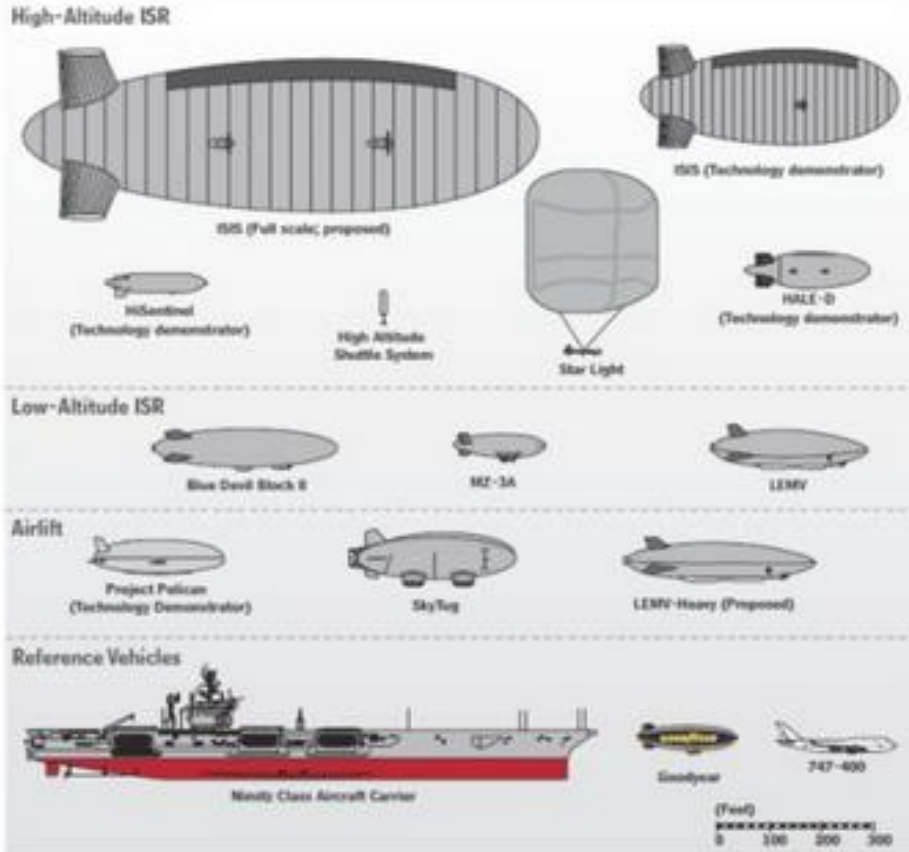 High-Altitude ISR
ISIS (Technology demonstrator)
ISIS (Full scale; proposed)
HiSentinel
(Technology demonstrator)
High Altitude
Shuttle System
Star Light
HALE-D
(Technology demonstrator)
Low-Altitude ISR
Blue Devil Block II
MZ-3A
LEMV
Airlift
Project Pelican
(Technology Demonstrator)
SkyTug
LEMV-Heavy (Proposed)
Reference Vehicles
Nimitz Class Aircraft Carrier
Goodyear
747-400
(Feet)
0 100 200 300